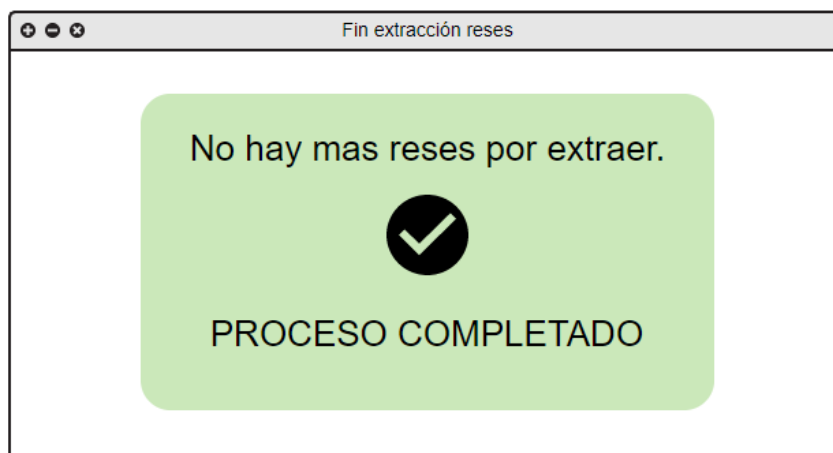 Fin extracción reses
No hay mas reses por extraer.
PROCESO COMPLETADO